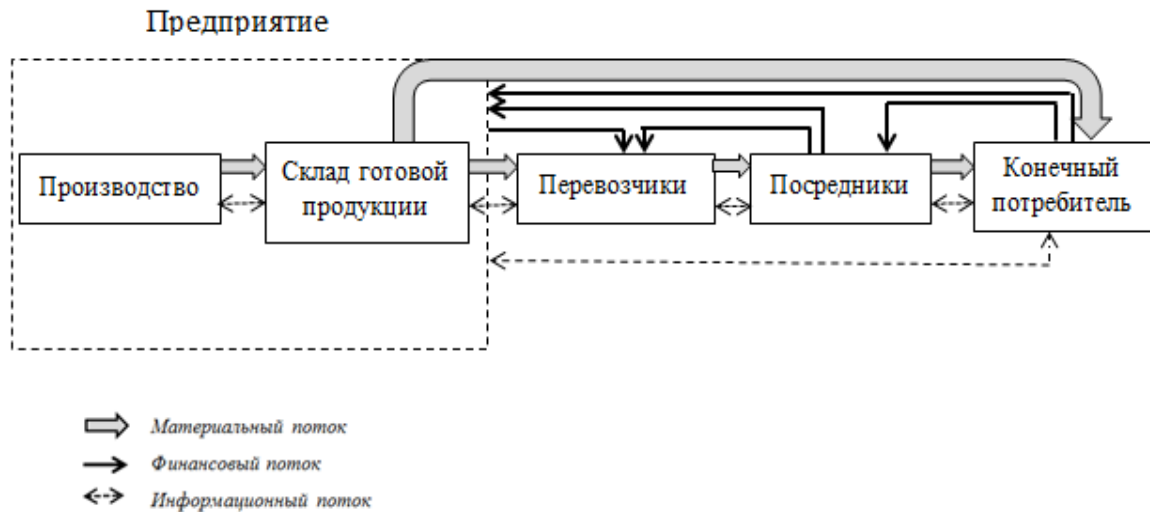 Предприятие
Производство
Склад готовой
продукции
Перевозчики
Посредники
Конечный
потребитель
Материальный поток
Финансовый поток
Информационный поток